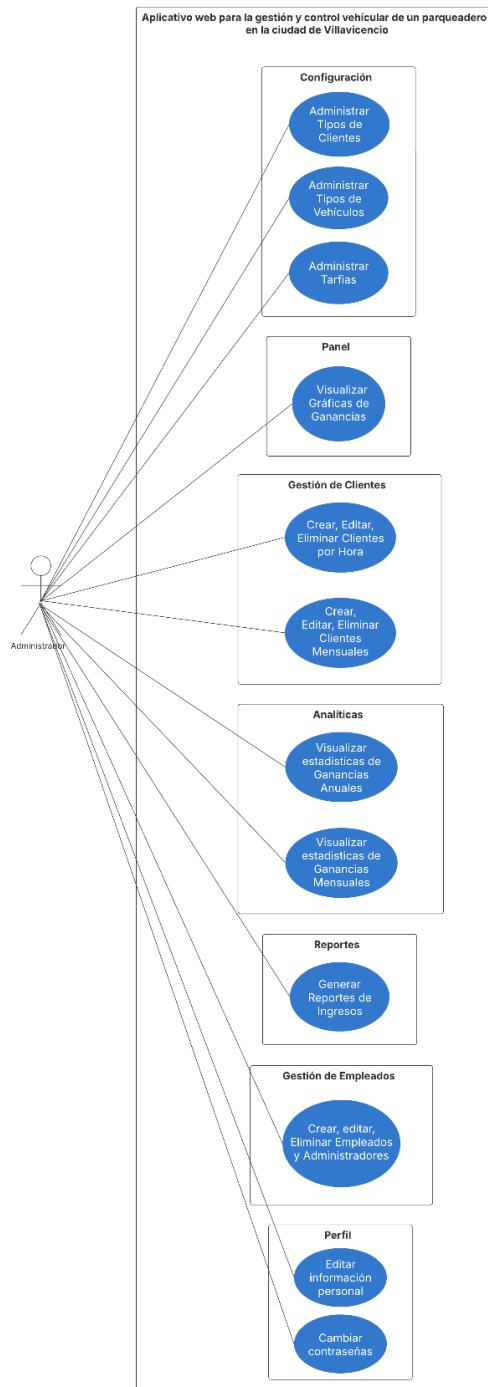 Aplicativo web para la gestión y control vehícular de un parqueadero
en la ciudad de Villavicencio
Configuración
Administrar
Tipos de
Clientes
Administrar
Tipos de
Vehículos
Administrar
Tarfias
Panel
Visualizar
Gráficas de
Ganancias
Gestión de Clientes
Crear, Editar,
Eliminar Clientes
por Hora
Crear,
Editar, Eliminar
Clientes
Mensuales
Administrador
Analíticas
Visualizar
estadisticas de
Ganancias
Anuales
Visualizar
estadisticas de
Ganancias
Mensuales
Reportes
Generar
Reportes de
Ingresos
Gestión de Empleados
Crear, editar,
Eliminar Empleados
y Administradores
Perfil
Editar
información
personal
Cambiar
contraseñas